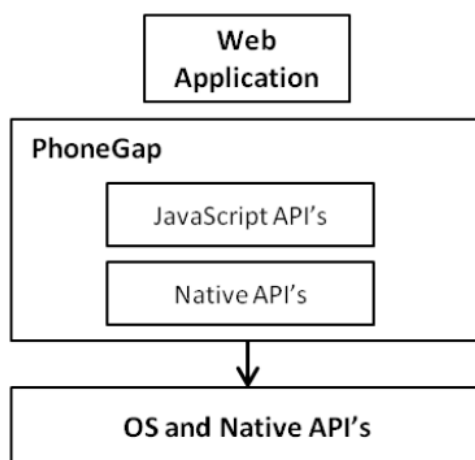 Web
Application
PhoneGap
JavaScript API’s
Native API’s
OS and Native API’s